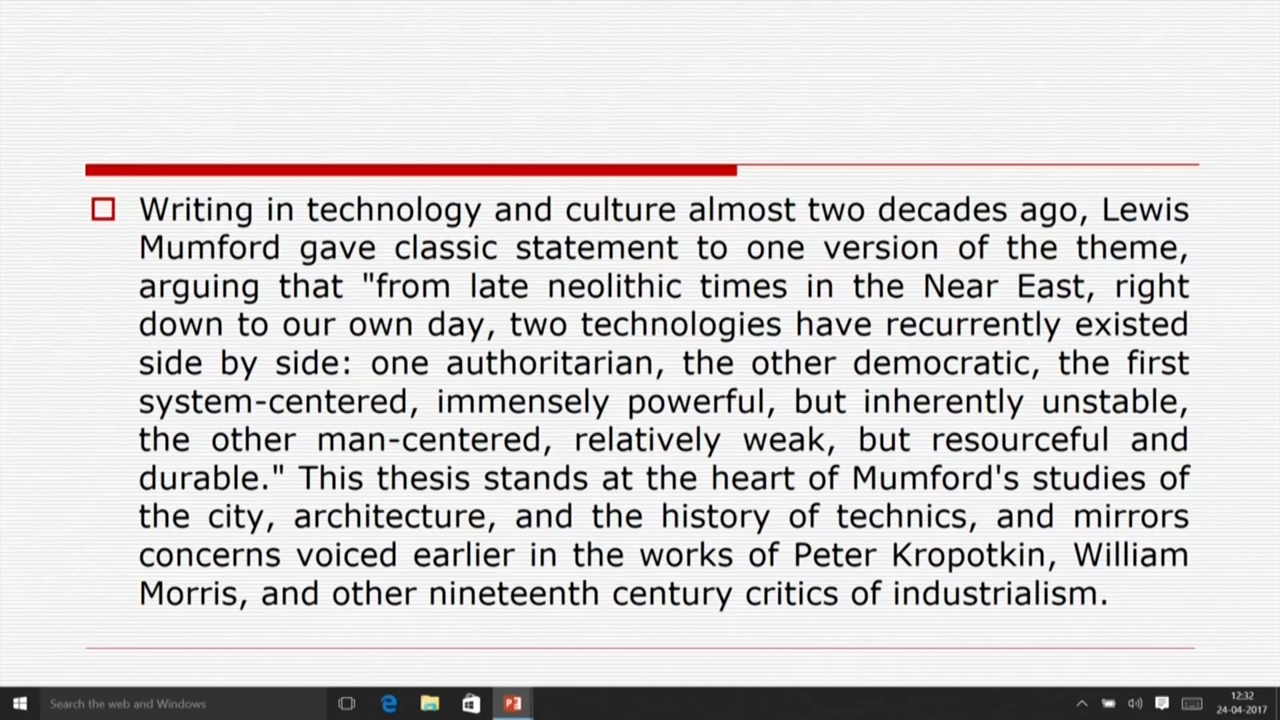 Writing in technology and culture almost two decades ago, Lewis
Mumford gave classic statement to one version of the theme,
arguing that "from late neolithic times in the Near East, right
down to our own day, two technologies have recurrently existed
side by side: one authoritarian, the other democratic, the first
system-centered, immensely powerful, but inherently unstable,
the other man-centered, relatively weak, but resourceful and
durable." This thesis stands at the heart of Mumford's studies of
the city, architecture, and the history of technics, and mirrors
concerns voiced earlier in the works of Peter Kropotkin, William
Morris, and other nineteenth century critics of industrialism.
Search the web and Windows
12:32
24-04-2017